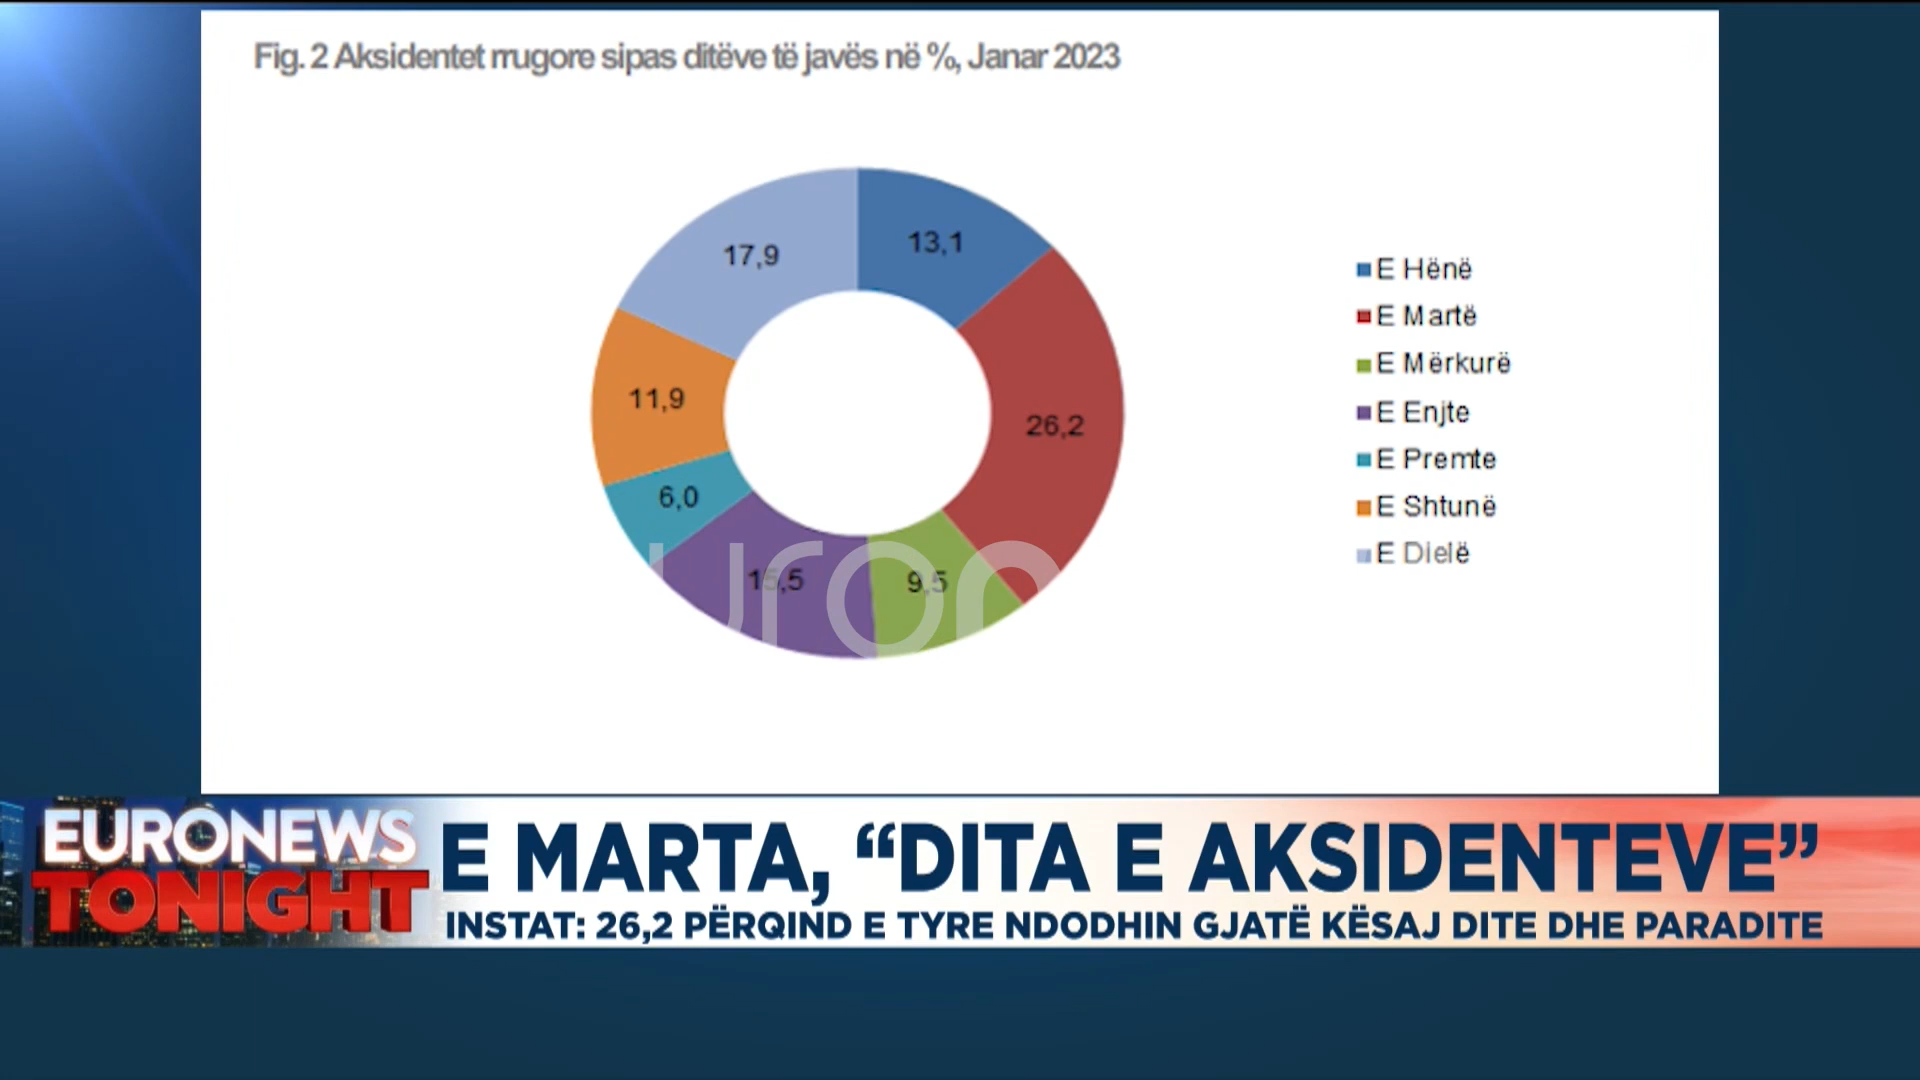 Fig. 2 Aksidentet rrugore sipas ditëve të javës në %, Janar 2023
13,1
17,9
11,9
26,2
6,0
15,5
9,5
E Hënë
E Martë
E Mërkurë
E Enjte
E Premte
E Shtunë
E Dielë
EURONEWS
TONIGHT
E MARTA, “DITA E AKSIDENTEVE”
INSTAT: 26,2 PËRQIND E TYRE NDODHIN GJATË KËSAJ DITE DHE PARADITE